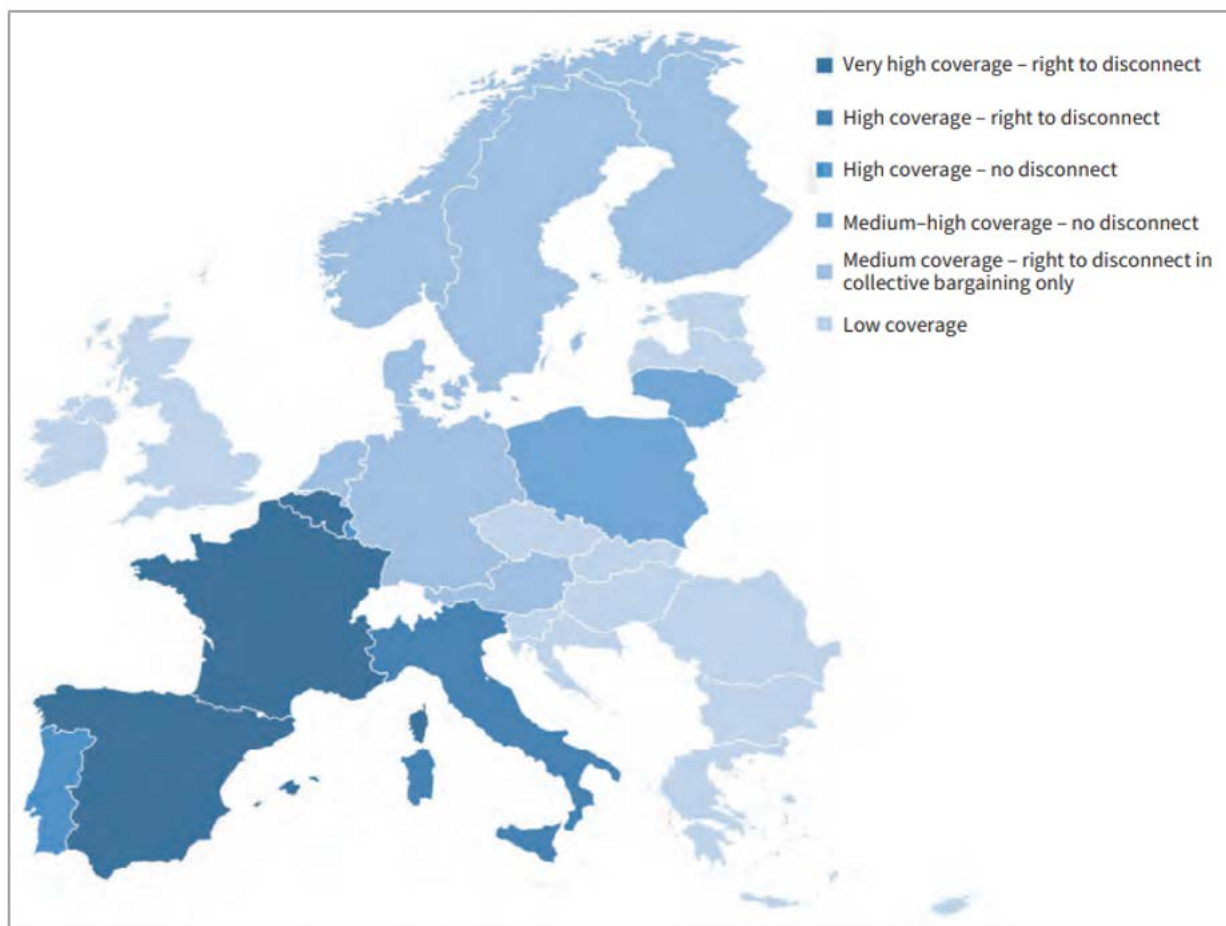 Very high coverage – right to disconnect
High coverage – right to disconnect
High coverage – no disconnect
Medium–high coverage – no disconnect
Medium coverage – right to disconnect in
collective bargaining only
Low coverage